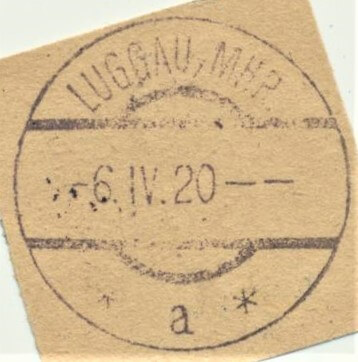 LUGGAU, MHR.
-6.IV.20--
* a *